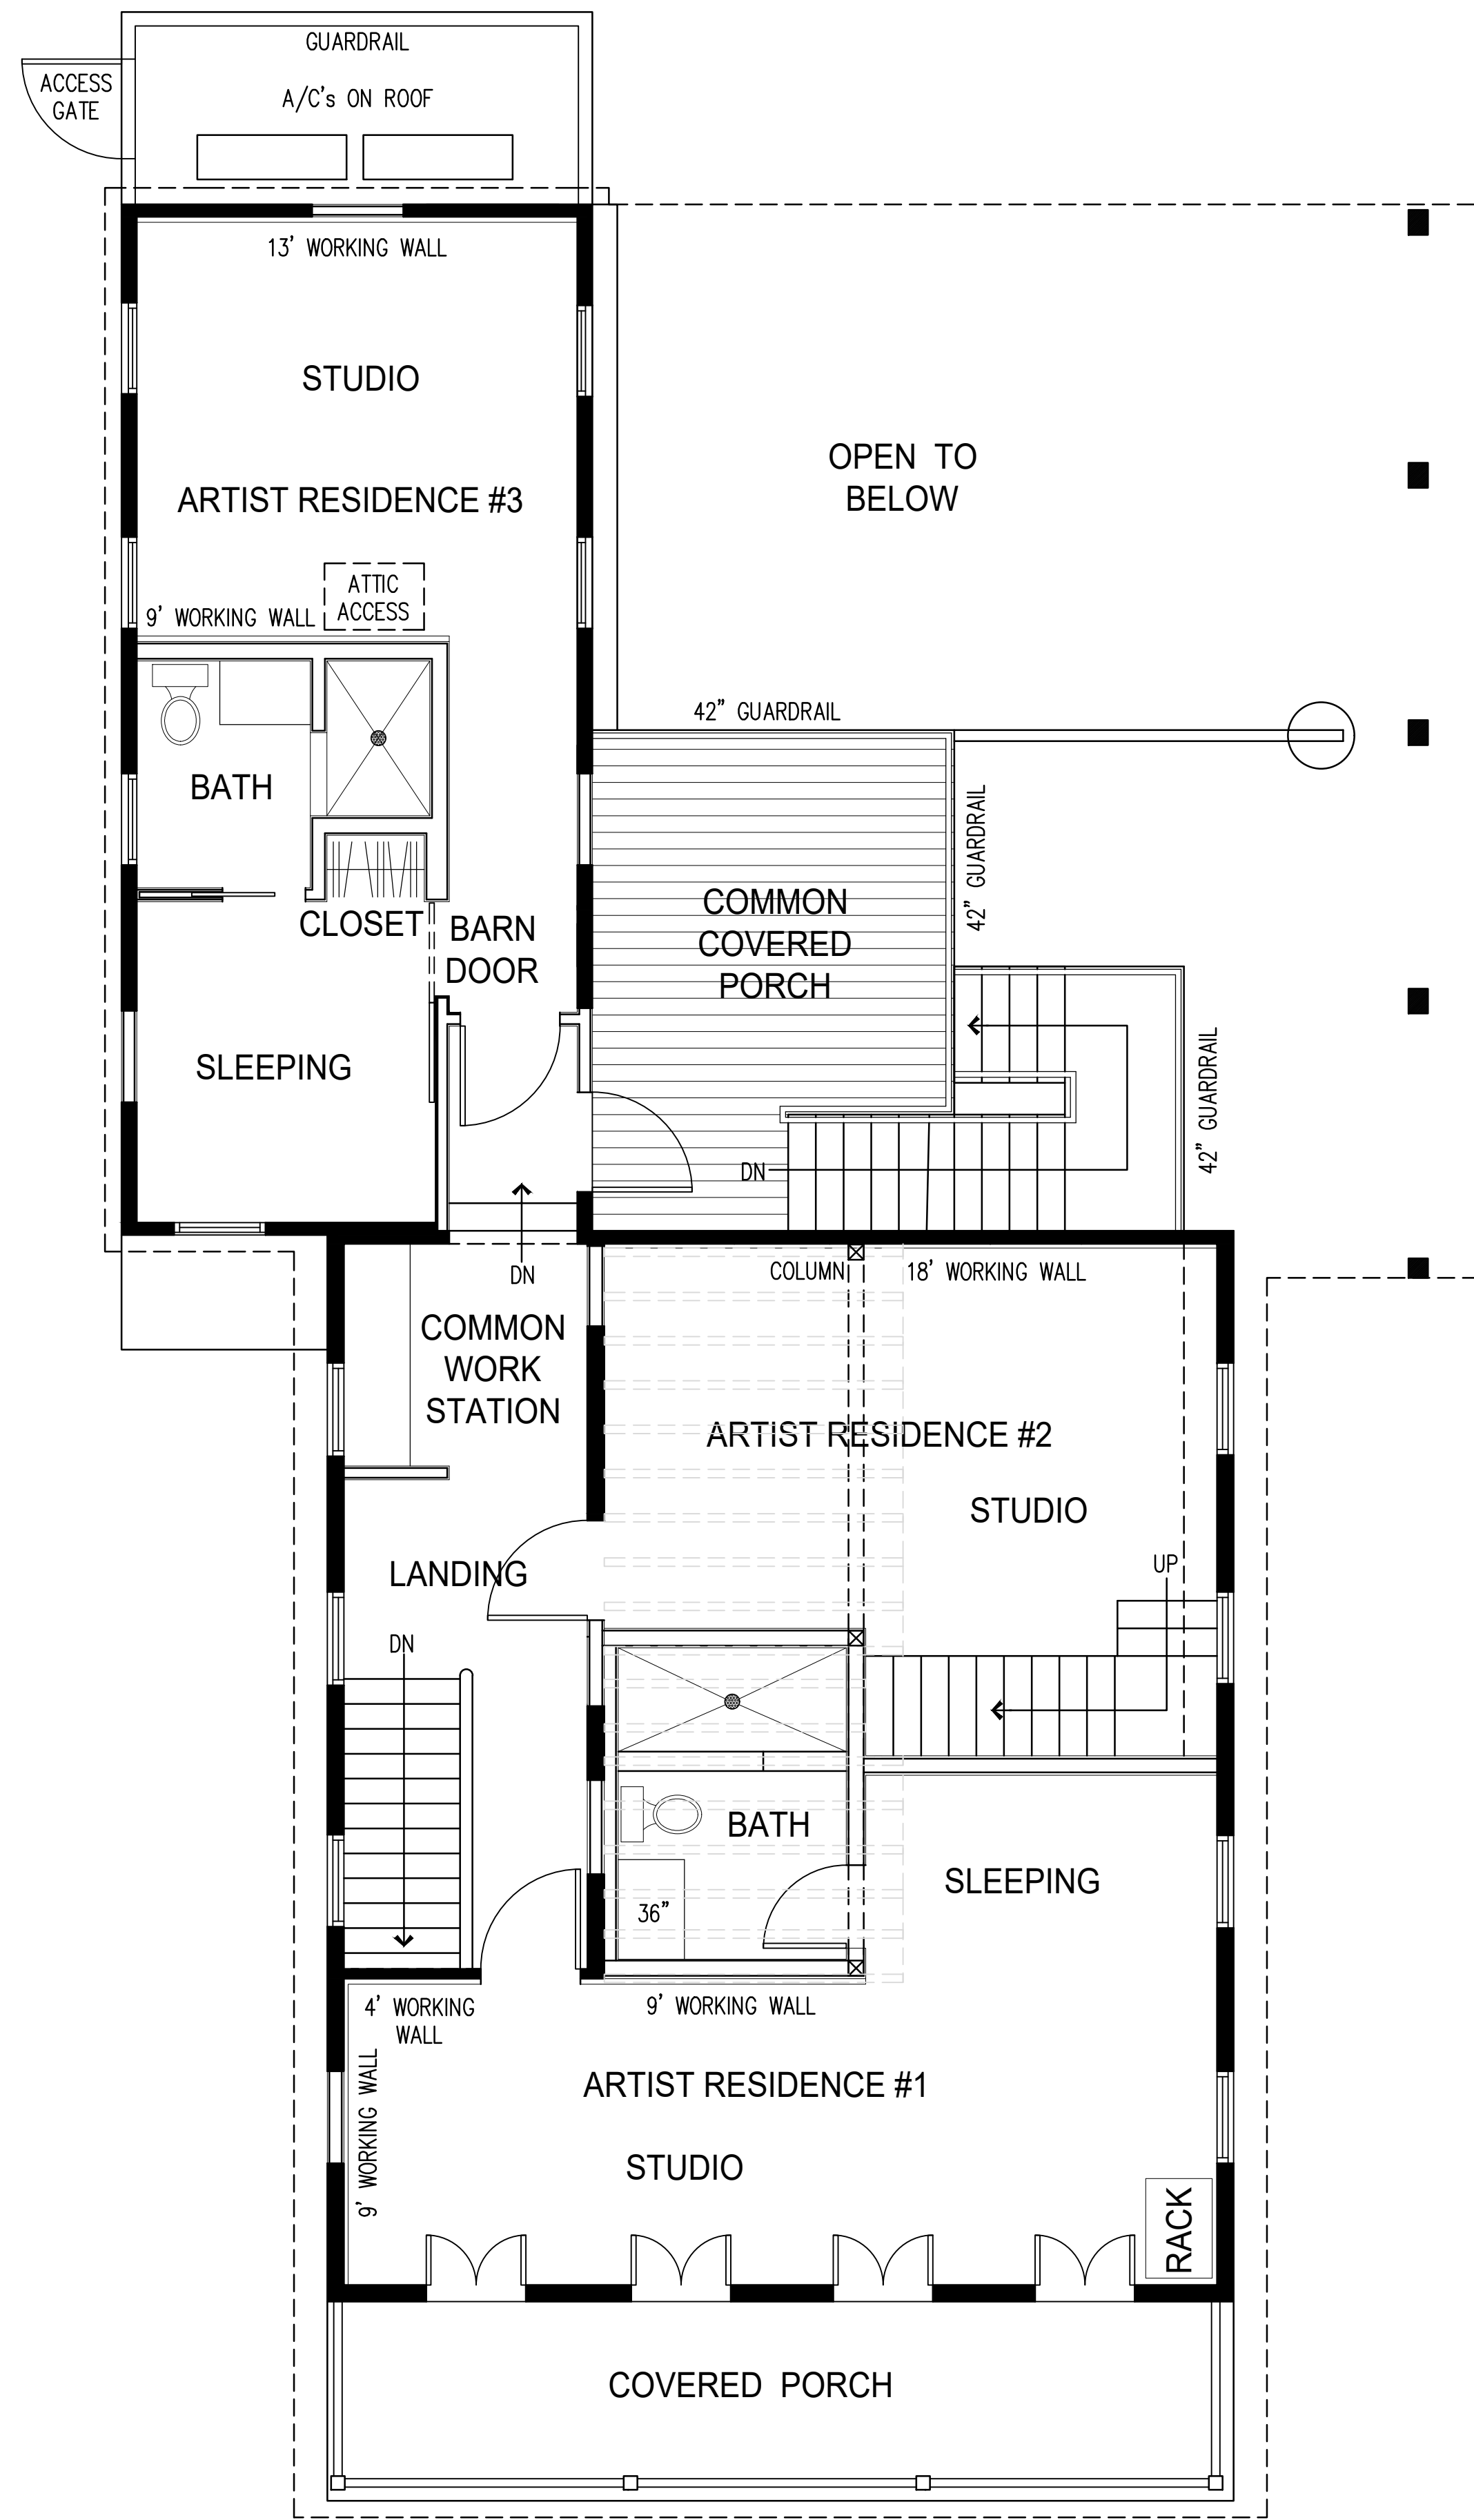 GUARDRAIL
ACCESS
GATE
A/C's ON ROOF
13' WORKING WALL
STUDIO
ARTIST RESIDENCE #3
OPEN TO
BELOW
ATTIC
ACCESS
9' WORKING WALL
42" GUARDRAIL
BATH
42" GUARDRAIL
COMMON
COVERED
PORCH
CLOSET
BARN
DOOR
SLEEPING
42" GUARDRAIL
DN
DN
COLUMN
18' WORKING WALL
COMMON
WORK
STATION
ARTIST RESIDENCE #2
STUDIO
LANDING
UP
DN
BATH
SLEEPING
36"
4' WORKING
WALL
9' WORKING WALL
9' WORKING WALL
ARTIST RESIDENCE #1
STUDIO
RACK
COVERED PORCH